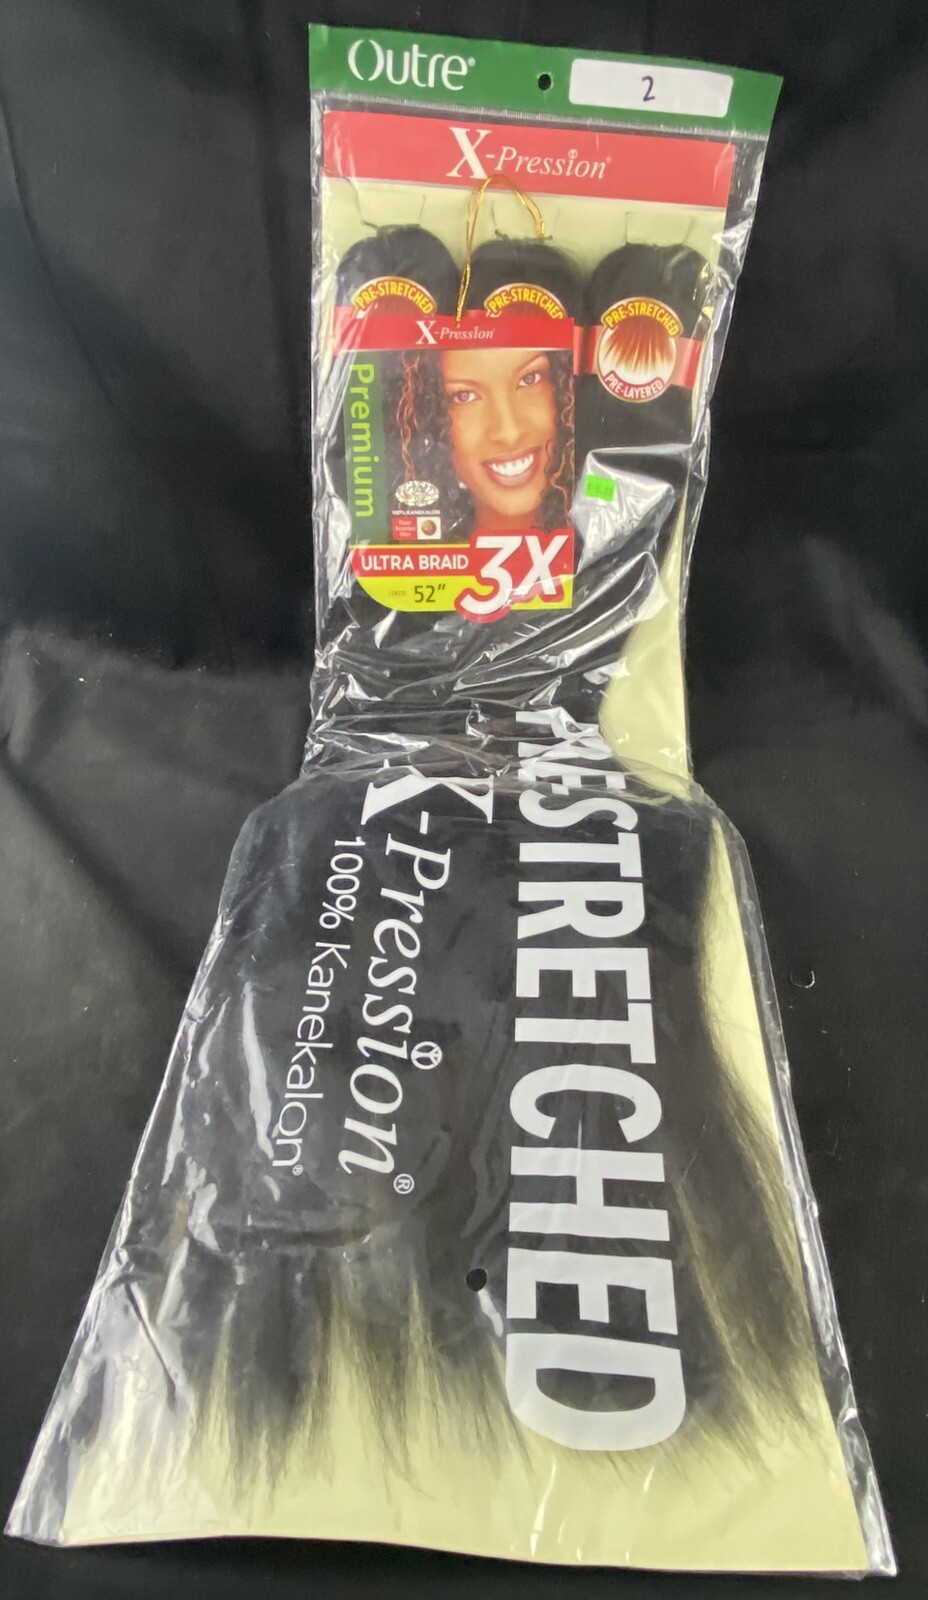 Outre®
2
X-Pression®
PRE-STRETCHED
PRE-STRETCHED
PRE-STRETCHED
PRE-LAYERED
X-Pression
Premium
100% KANEKALON
ULTRA BRAID
3X
52"
PRESTRETCHED
X-Pression®
100% Kanekalon®